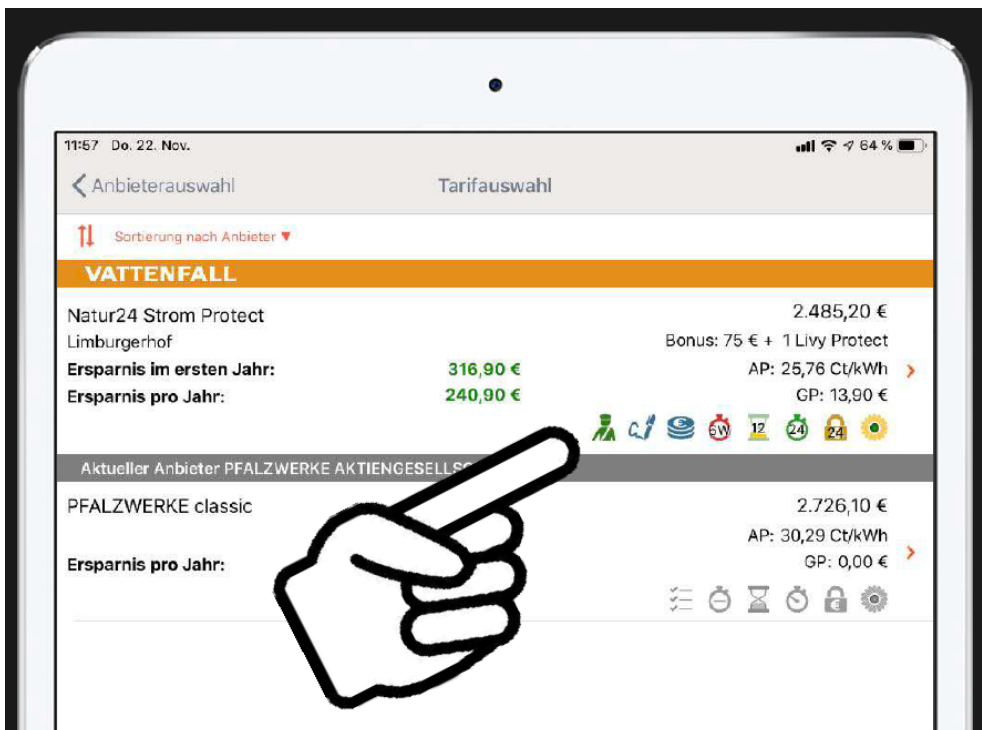 11:57 Do. 22. Nov. 64 %
Anbieterauswahl Tarifauswahl
Sortierung nach Anbieter ▼
VATTENFALL
Natur24 Strom Protect 2.485,20 €
Limburgerhof Bonus: 75 € + 1 Livy Protect
Ersparnis im ersten Jahr: 316,90 € AP: 25,76 Ct/kWh
Ersparnis pro Jahr: 240,90 € GP: 13,90 €
6W 12 24 24
Aktueller Anbieter PFALZWERKE
PFALZWERKE classic 2.726,10 €
AP: 30,29 Ct/kWh
Ersparnis pro Jahr: GP: 0,00 €